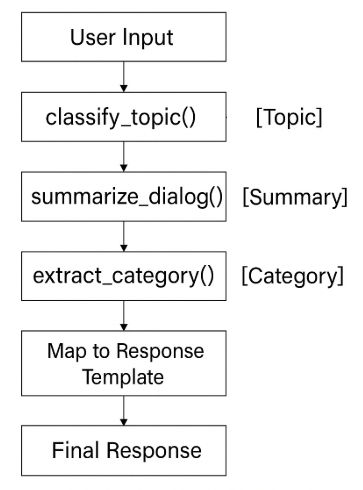 User Input
classify_topic() [Topic]
summarize_dialog() [Summary]
extract_category() [Category]
Map to Response
Template
Final Response